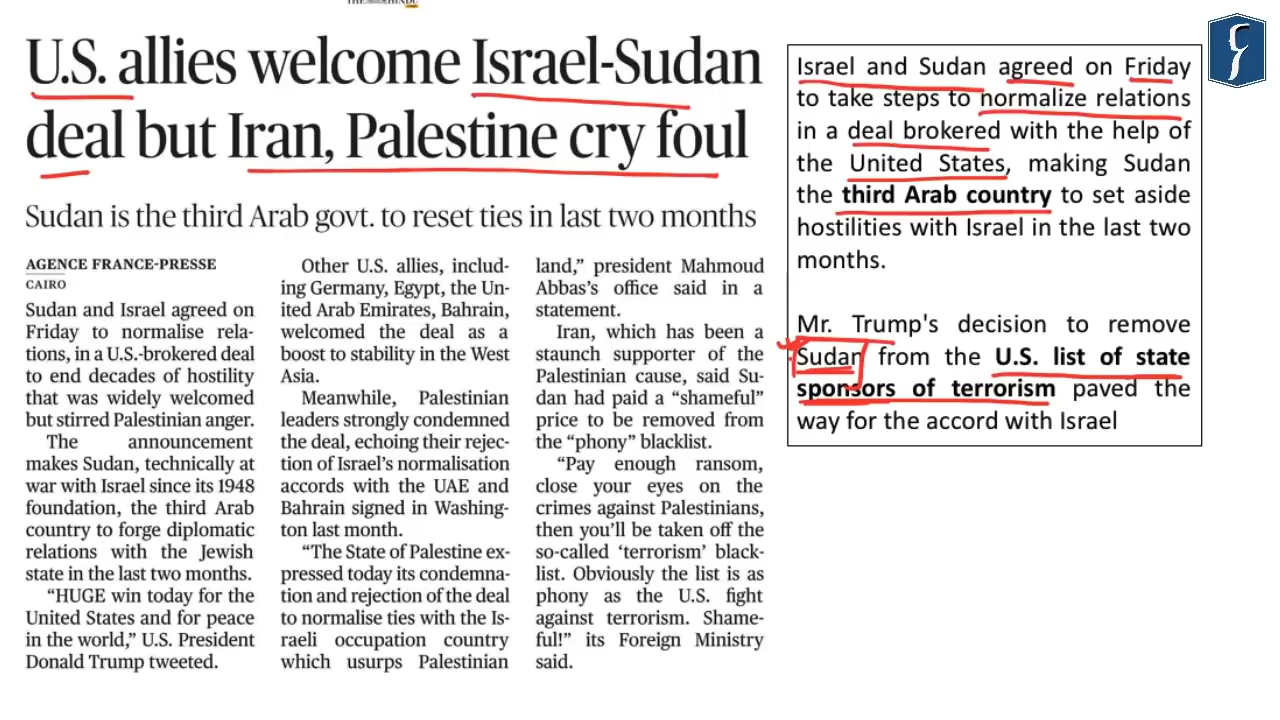 THE HINDU
U.S. allies welcome Israel-Sudan
deal but Iran, Palestine cry foul
Sudan is the third Arab govt. to reset ties in last two months
AGENCE FRANCE-PRESSE
CAIRO
Sudan and Israel agreed on
Friday to normalise rela-
tions, in a U.S.-brokered deal
to end decades of hostility
that was widely welcomed
but stirred Palestinian anger.
The announcement
makes Sudan, technically at
war with Israel since its 1948
foundation, the third Arab
country to forge diplomatic
relations with the Jewish
state in the last two months.
“HUGE win today for the
United States and for peace
in the world,” U.S. President
Donald Trump tweeted.
Other U.S. allies, includ-
ing Germany, Egypt, the Un-
ited Arab Emirates, Bahrain,
welcomed the deal as a
boost to stability in the West
Asia.
Meanwhile, Palestinian
leaders strongly condemned
the deal, echoing their rejec-
tion of Israel’s normalisation
accords with the UAE and
Bahrain signed in Washing-
ton last month.
“The State of Palestine ex-
pressed today its condemna-
tion and rejection of the deal
to normalise ties with the Is-
raeli occupation country
which usurps Palestinian
land,” president Mahmoud
Abbas’s office said in a
statement.
Iran, which has been a
staunch supporter of the
Palestinian cause, said Su-
dan had paid a “shameful”
price to be removed from
the “phony” blacklist.
“Pay enough ransom,
close your eyes on the
crimes against Palestinians,
then you’ll be taken off the
so-called ‘terrorism’ black-
list. Obviously the list is as
phony as the U.S. fight
against terrorism. Shame-
ful!” its Foreign Ministry
said.
Israel and Sudan agreed on Friday
to take steps to normalize relations
in a deal brokered with the help of
the United States, making Sudan
the third Arab country to set aside
hostilities with Israel in the last two
months.
Mr. Trump's decision to remove
Sudan from the U.S. list of state
sponsors of terrorism paved the
way for the accord with Israel